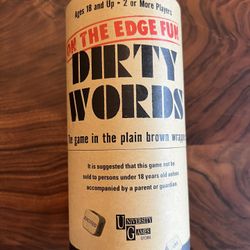 Ages 18 and Up • 2 or More Players
ON THE EDGE FUN
DIRTY
WORDS
The game in the plain brown wrapper
It is suggested that this game not be
sold to persons under 18 years old unless
accompanied by a parent or guardian.
UNIVERSITY
GAMES